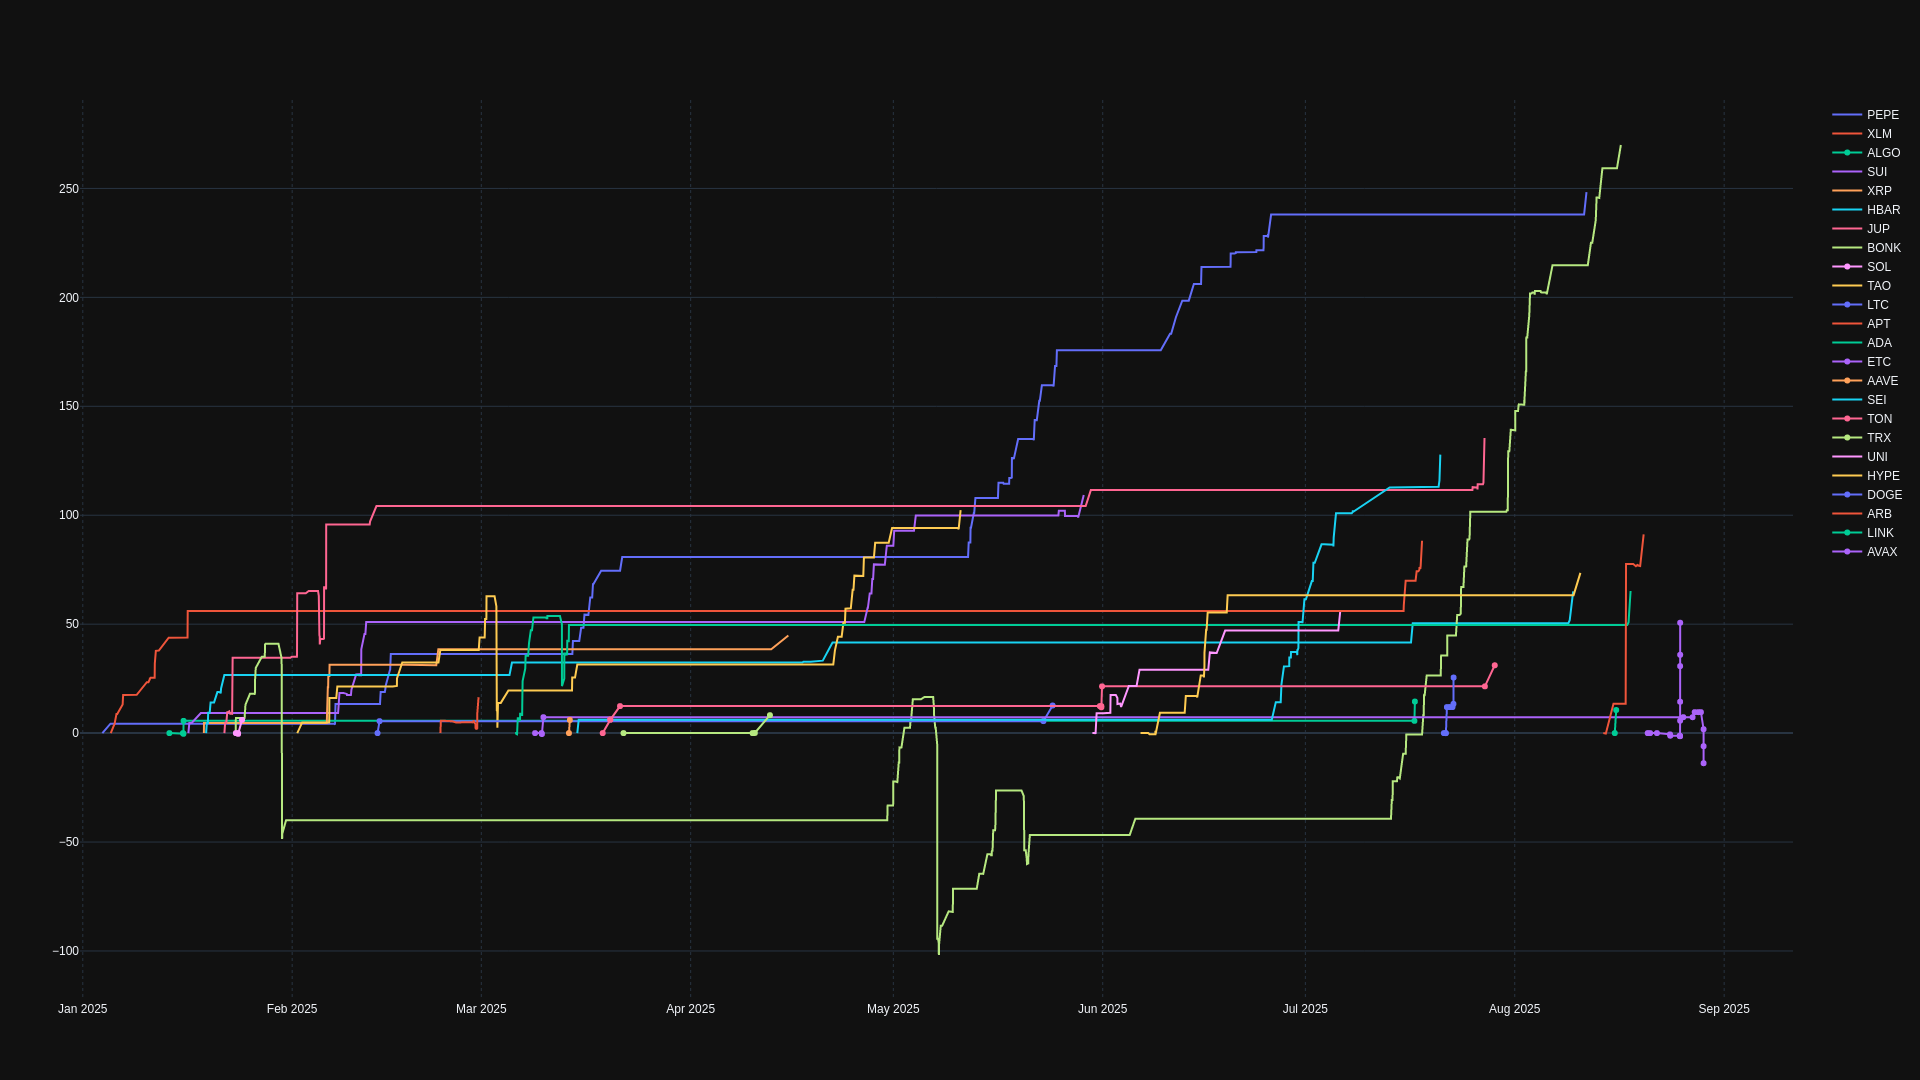 250
200
150
100
50
0
−50
−100
Jan 2025
Feb 2025
Mar 2025
Apr 2025
May 2025
Jun 2025
Jul 2025
Aug 2025
Sep 2025
PEPE
XLM
ALGO
SUI
XRP
HBAR
JUP
BONK
SOL
TAO
LTC
APT
ADA
ETC
AAVE
SEI
TON
TRX
UNI
HYPE
DOGE
ARB
LINK
AVAX